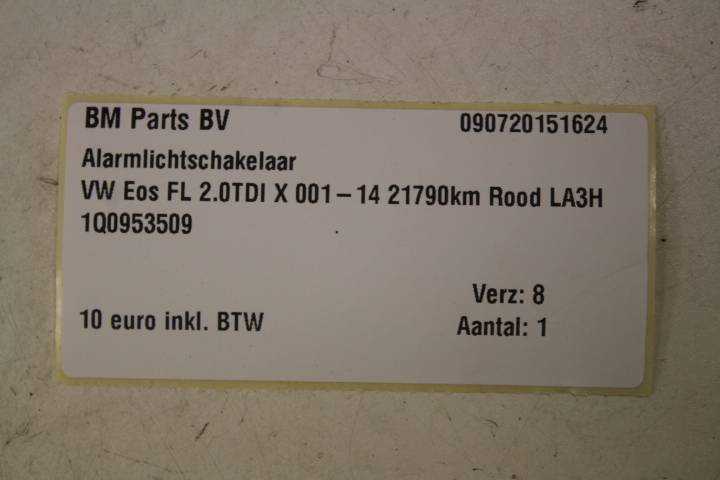 BM Parts BV 090720151624
Alarmlichtschakelaar
VW Eos FL 2.0TDI X 001-14 21790km Rood LA3H
1Q0953509
Verz: 8
10 euro inkl. BTW Aantal: 1